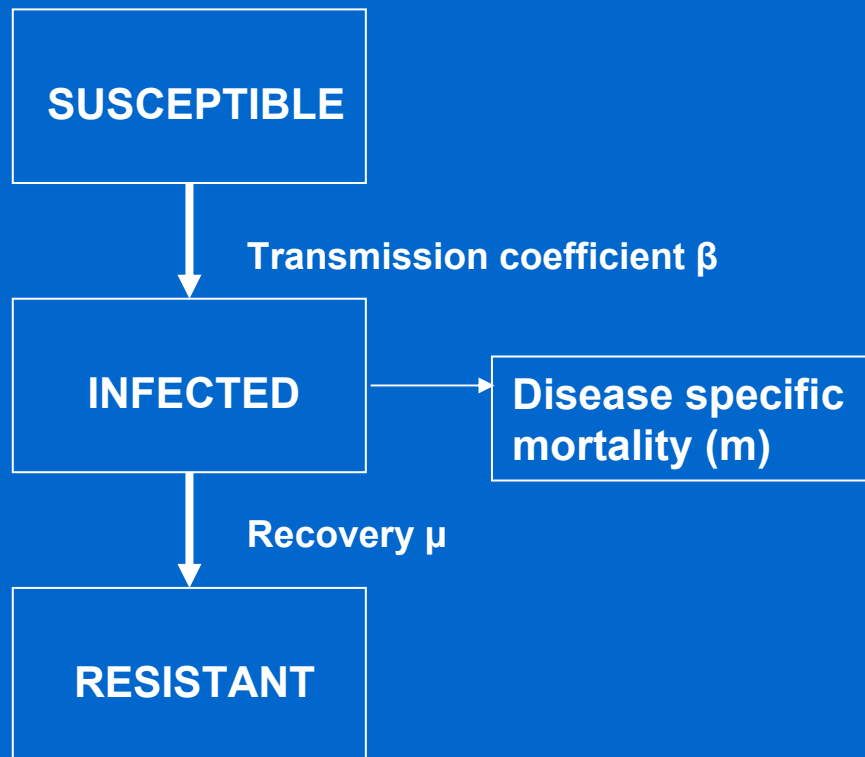 SUSCEPTIBLE
Transmission coefficient β
INFECTED
Disease specific
mortality (m)
Recovery μ
RESISTANT